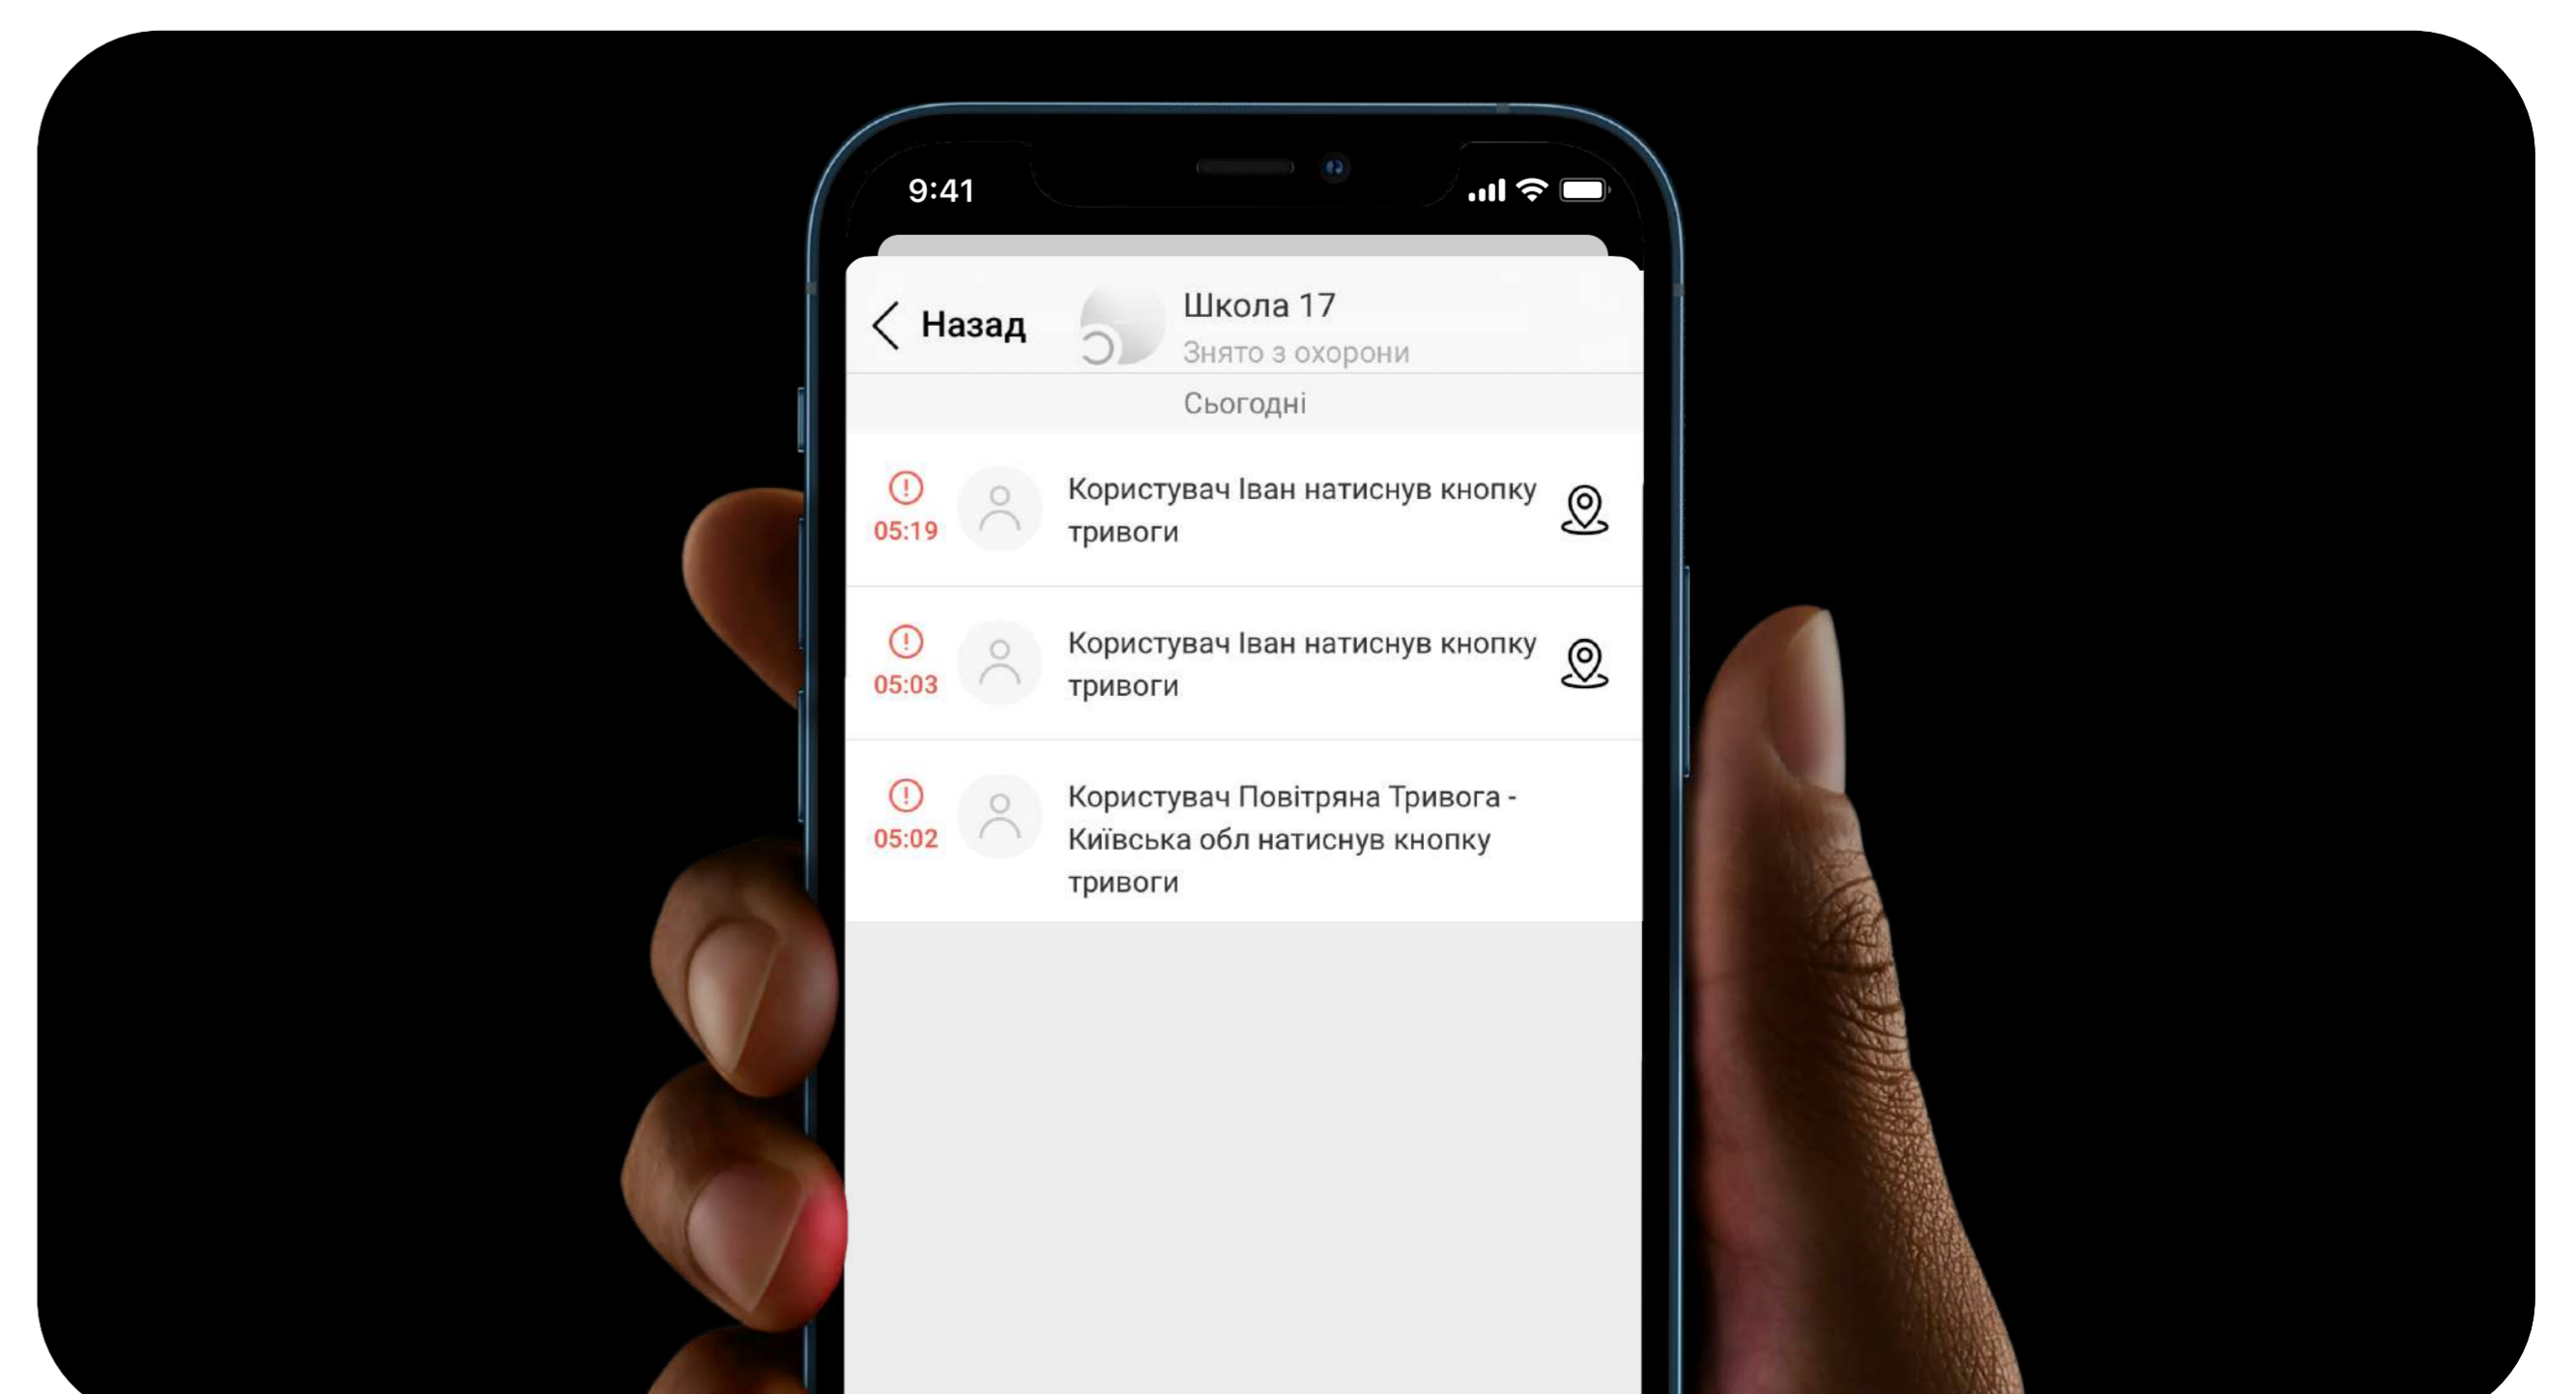 9:41
Назад
Школа 17
Знято з охорони
Сьогодні
Користувач Іван натиснув кнопку
05:19
тривоги
Користувач Іван натиснув кнопку
05:03
тривоги
Користувач Повітряна Тривога -
05:02
Київська обл натиснув кнопку
тривоги